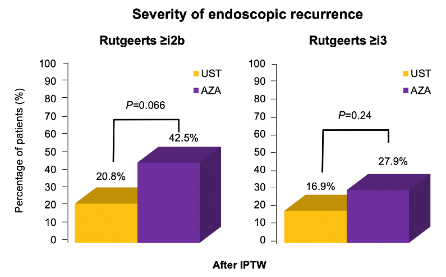 Severity of endoscopic recurrence
Rutgeerts ≥i2b
Percentage of patients (%)
100
90
80
70
60
50
40
30
20
10
0
UST
AZA
P=0.066
42.5%
20.8%
Rutgeerts ≥i3
100
90
80
70
60
50
40
30
20
10
0
UST
AZA
P=0.24
27.9%
16.9%
After IPTW